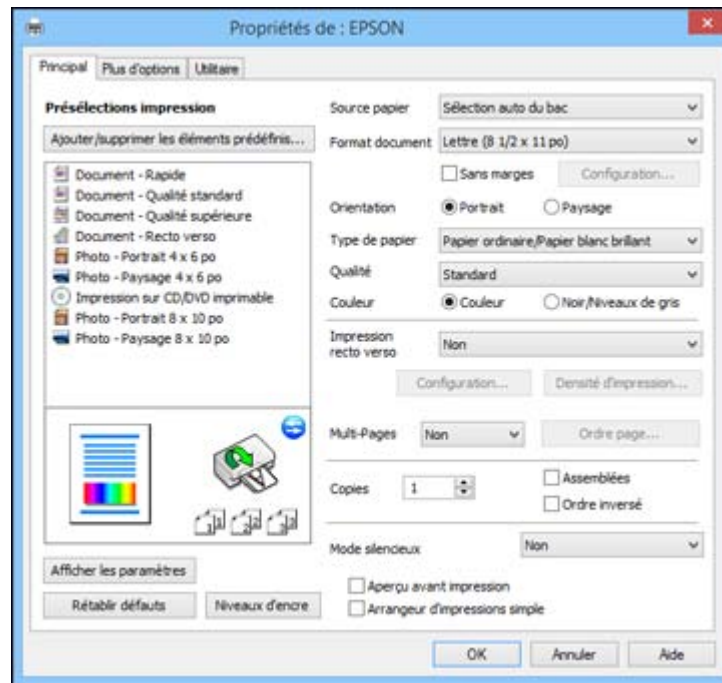 Propriétés de : EPSON
Principal
Plus d'options
Utilitaire
Présélections impression
Ajouter/supprimer les éléments prédéfinis...
Document - Rapide
Document - Qualité standard
Document - Qualité supérieure
Document - Recto verso
Photo - Portrait 4 x 6 po
Photo - Paysage 4 x 6 po
Impression sur CD/DVD imprimable
Photo - Portrait 8 x 10 po
Photo - Paysage 8 x 10 po
Afficher les paramètres
Rétablir défauts
Niveaux d'encre
Source papier
Sélection auto du bac
Format document
Lettre (8 1/2 x 11 po)
Sans marges
Configuration...
Orientation
Portrait
Paysage
Type de papier
Papier ordinaire/Papier blanc brillant
Qualité
Standard
Couleur
Couleur
Noir/Niveaux de gris
Impression
recto verso
Non
Configuration...
Densité d'impression...
Multi-Pages
Non
Ordre page...
Copies
1
Assemblées
Ordre inversé
Mode silencieux
Non
Aperçu avant impression
Arrangeur d'impressions simple
OK
Annuler
Aide